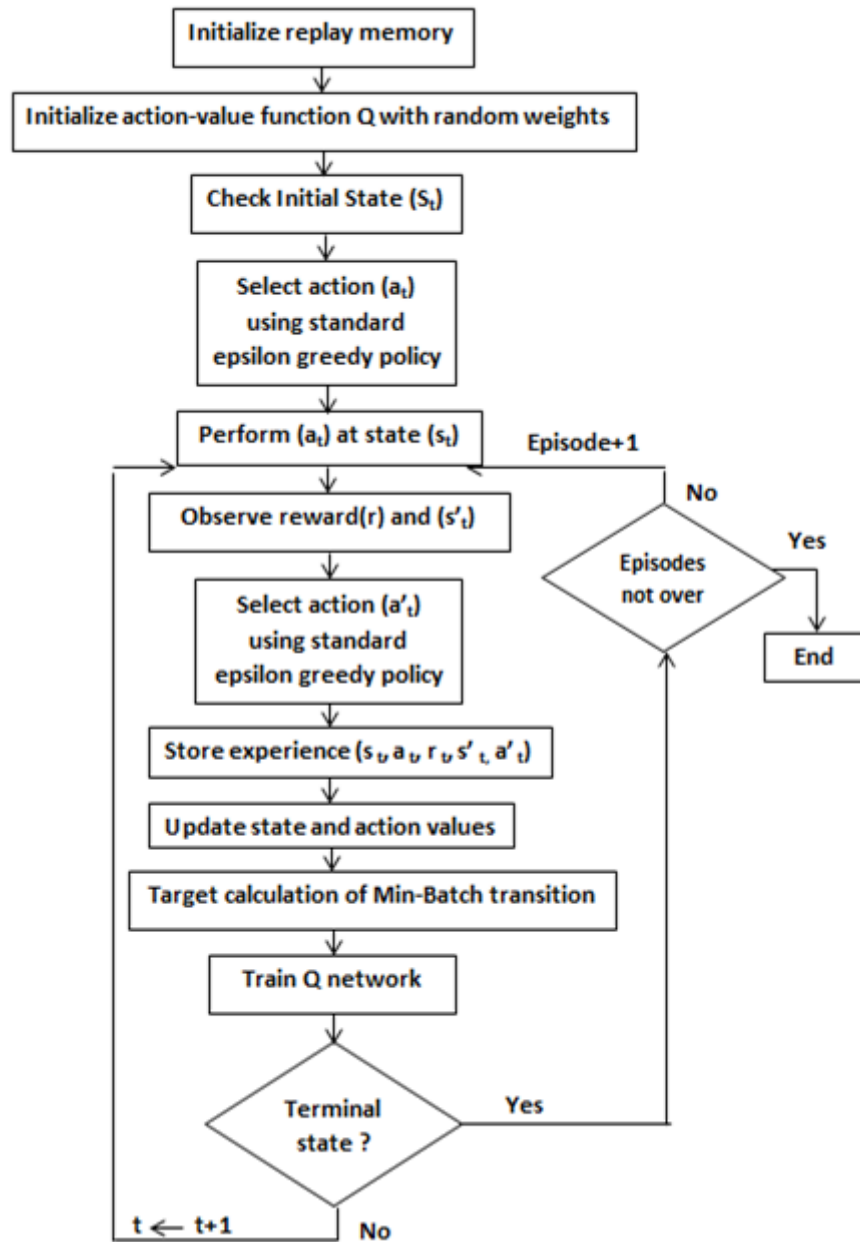 Initialize replay memory
Initialize action-value function Q with random weights
Check Initial State (Sₜ)
Select action (aₜ)
using standard
epsilon greedy policy
Perform (aₜ) at state (sₜ)
Episode+1
No
Observe reward(r) and (s'ₜ)
Yes
Episodes
not over
End
Select action (a'ₜ)
using standard
epsilon greedy policy
Store experience (s ₜ, a ₜ, r ₜ, s' ₜ, a' ₜ)
Update state and action values
Target calculation of Min-Batch transition
Train Q network
Terminal
state ?
Yes
No
t ← t+1